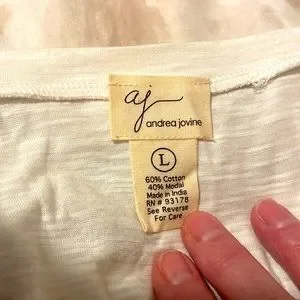 aj
andrea jovine
L
60% Cotton
40% Modal
Made in India
RN # 93178
See Reverse
For Care